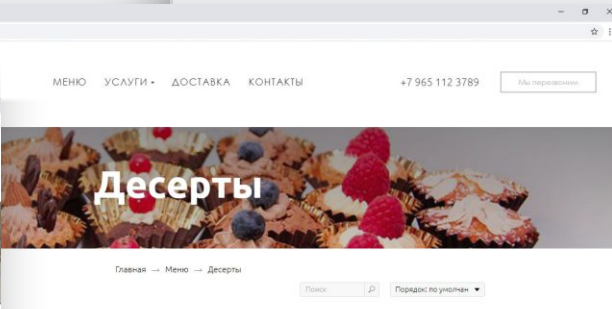 МЕНЮ УСЛУГИ ДОСТАВКА КОНТАКТЫ +7 965 112 3789 Мы перезвоним
Десерты
Главная → Меню → Десерты
Поиск Порядок: по умолчан